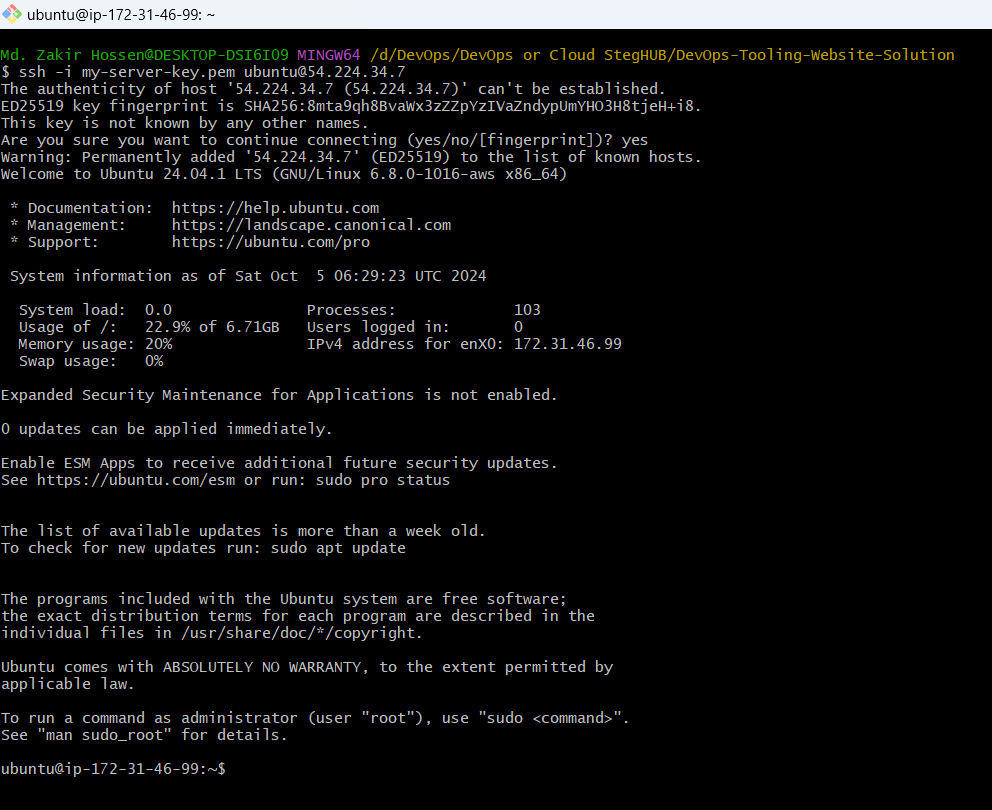 ubuntu@ip-172-31-46-99: ~
Md. Zakir Hossen@DESKTOP-DSI6IO9 MINGW64 /d/DevOps/DevOps or Cloud StegHUB/DevOps-Tooling-Website-Solution
$ ssh -i my-server-key.pem ubuntu@54.224.34.7
The authenticity of host '54.224.34.7 (54.224.34.7)' can't be established.
ED25519 key fingerprint is SHA256:8mta9qh8BvaWx3zZZpYzIVaZndypUmYHO3H8tjeH+i8.
This key is not known by any other names.
Are you sure you want to continue connecting (yes/no/[fingerprint])? yes
Warning: Permanently added '54.224.34.7' (ED25519) to the list of known hosts.
Welcome to Ubuntu 24.04.1 LTS (GNU/Linux 6.8.0-1016-aws x86_64)

 * Documentation:  https://help.ubuntu.com
 * Management:     https://landscape.canonical.com
 * Support:        https://ubuntu.com/pro

 System information as of Sat Oct  5 06:29:23 UTC 2024

  System load:  0.0               Processes:             103
  Usage of /:   22.9% of 6.71GB   Users logged in:       0
  Memory usage: 20%               IPv4 address for enX0: 172.31.46.99
  Swap usage:   0%

Expanded Security Maintenance for Applications is not enabled.

0 updates can be applied immediately.

Enable ESM Apps to receive additional future security updates.
See https://ubuntu.com/esm or run: sudo pro status

The list of available updates is more than a week old.
To check for new updates run: sudo apt update

The programs included with the Ubuntu system are free software;
the exact distribution terms for each program are described in the
individual files in /usr/share/doc/*/copyright.

Ubuntu comes with ABSOLUTELY NO WARRANTY, to the extent permitted by
applicable law.

To run a command as administrator (user "root"), use "sudo <command>".
See "man sudo_root" for details.

ubuntu@ip-172-31-46-99:~$